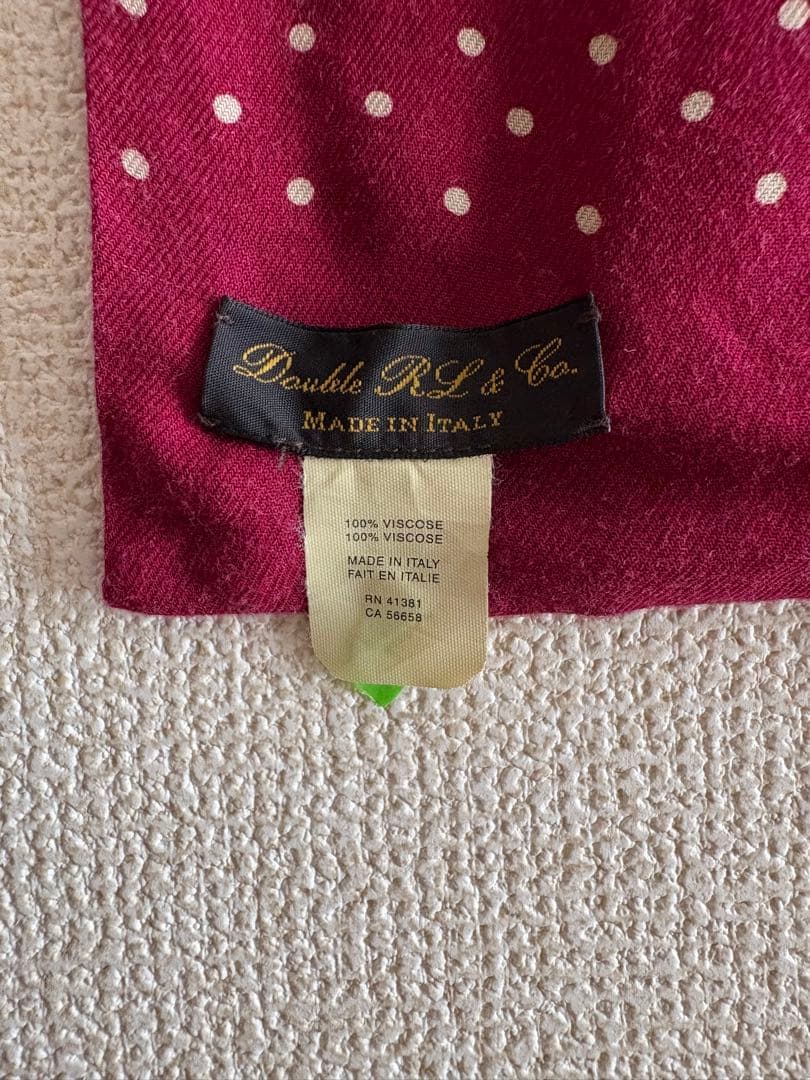 Double RL & Co.
MADE IN ITALY
100% VISCOSE
100% VISCOSE
MADE IN ITALY
FAIT EN ITALIE
RN 41381
CA 56658